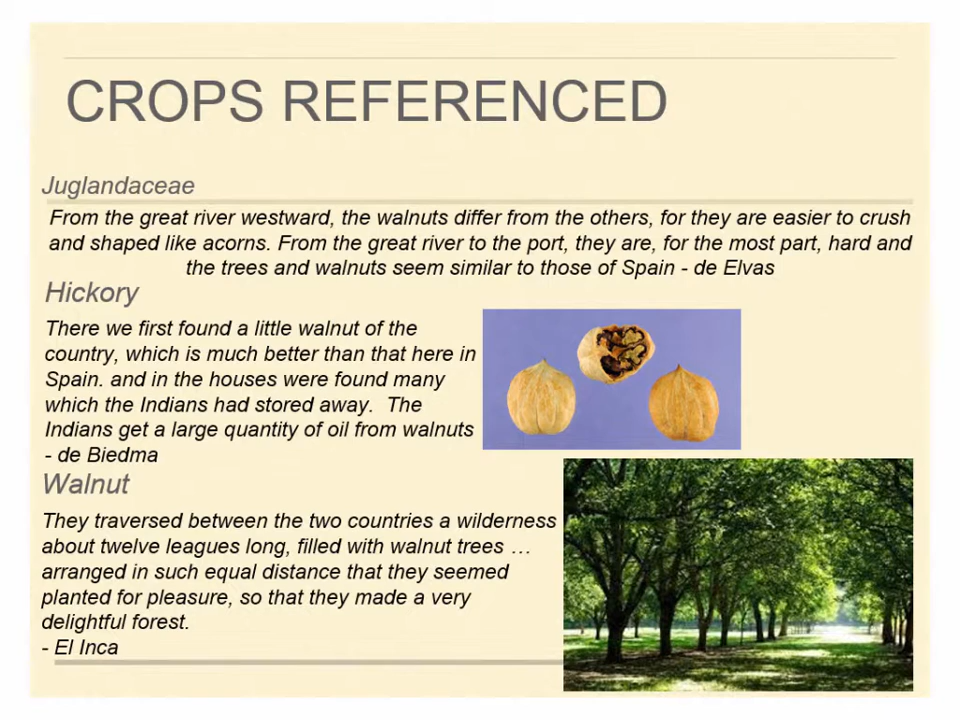 CROPS REFERENCED
Juglandaceae
From the great river westward, the walnuts differ from the others, for they are easier to crush
and shaped like acorns. From the great river to the port, they are, for the most part, hard and
the trees and walnuts seem similar to those of Spain - de Elvas
Hickory
There we first found a little walnut of the
country, which is much better than that here in
Spain. and in the houses were found many
which the Indians had stored away.  The
Indians get a large quantity of oil from walnuts
- de Biedma
Walnut
They traversed between the two countries a wilderness
about twelve leagues long, filled with walnut trees …
arranged in such equal distance that they seemed
planted for pleasure, so that they made a very
delightful forest.
- El Inca